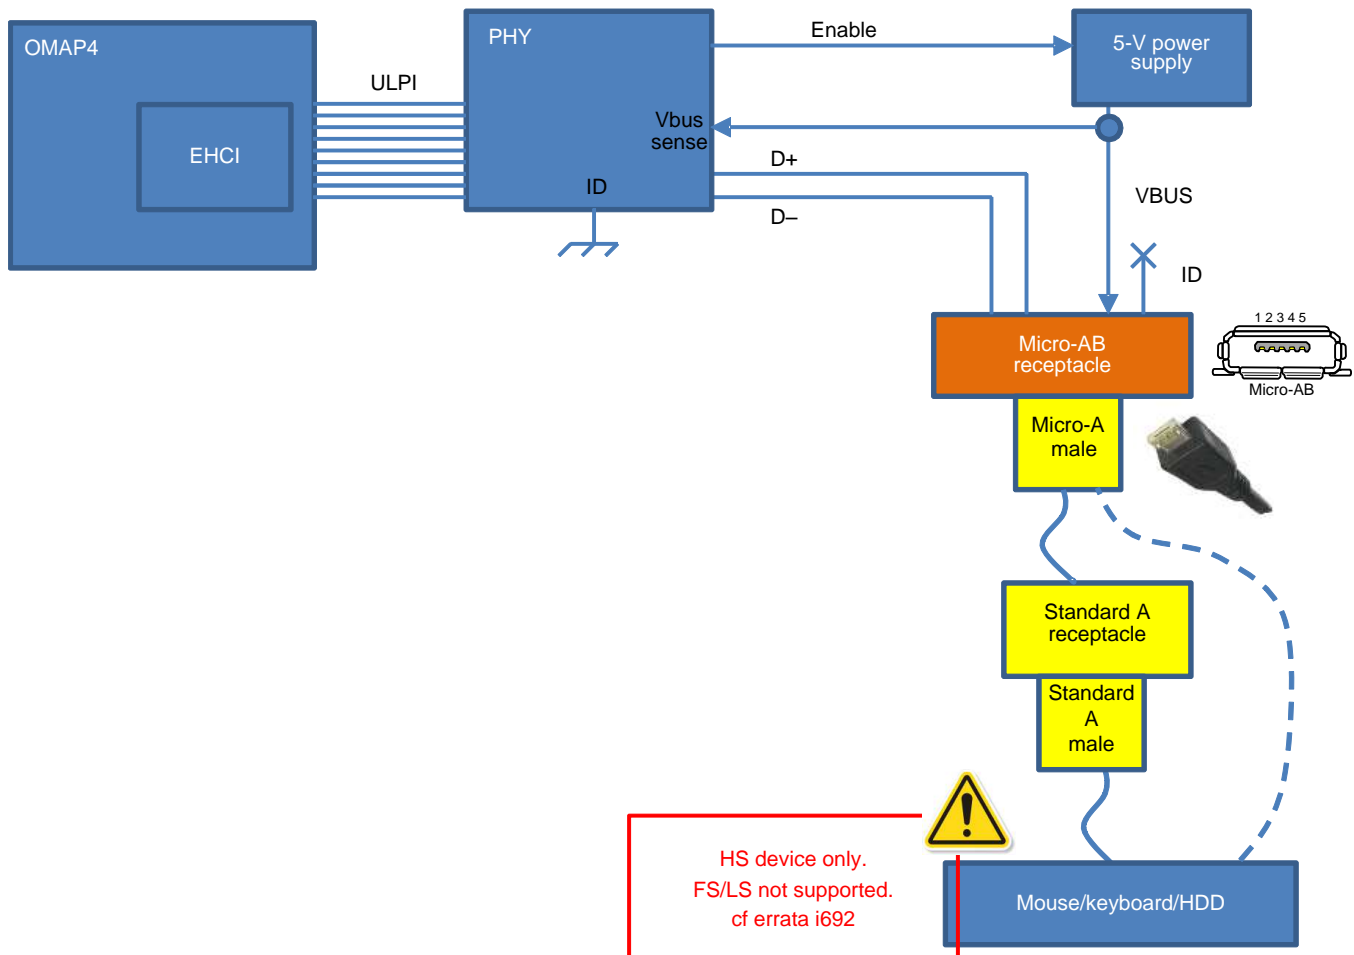 OMAP4
EHCI
ULPI
PHY
Vbus
sense
ID
Enable
5-V power
supply
D+
D–
VBUS
ID
Micro-AB
receptacle
1 2 3 4 5
Micro-AB
Micro-A
male
Standard A
receptacle
Standard
A
male
HS device only.
FS/LS not supported.
cf errata i692
Mouse/keyboard/HDD